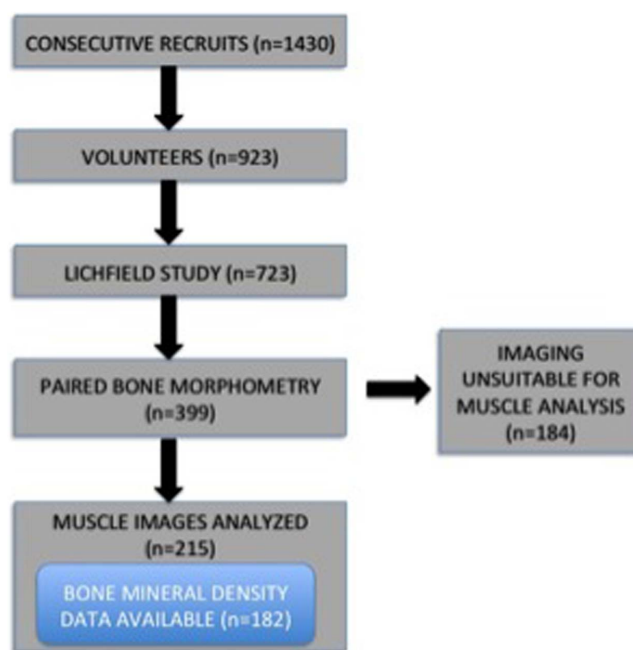 CONSECUTIVE RECRUITS (n=1430)
VOLUNTEERS (n=923)
LICHFIELD STUDY (n=723)
PAIRED BONE MORPHOMETRY
(n=399)
IMAGING
UNSUITABLE FOR
MUSCLE ANALYSIS
(n=184)
MUSCLE IMAGES ANALYZED
(n=215)
BONE MINERAL DENSITY
DATA AVAILABLE (n=182)